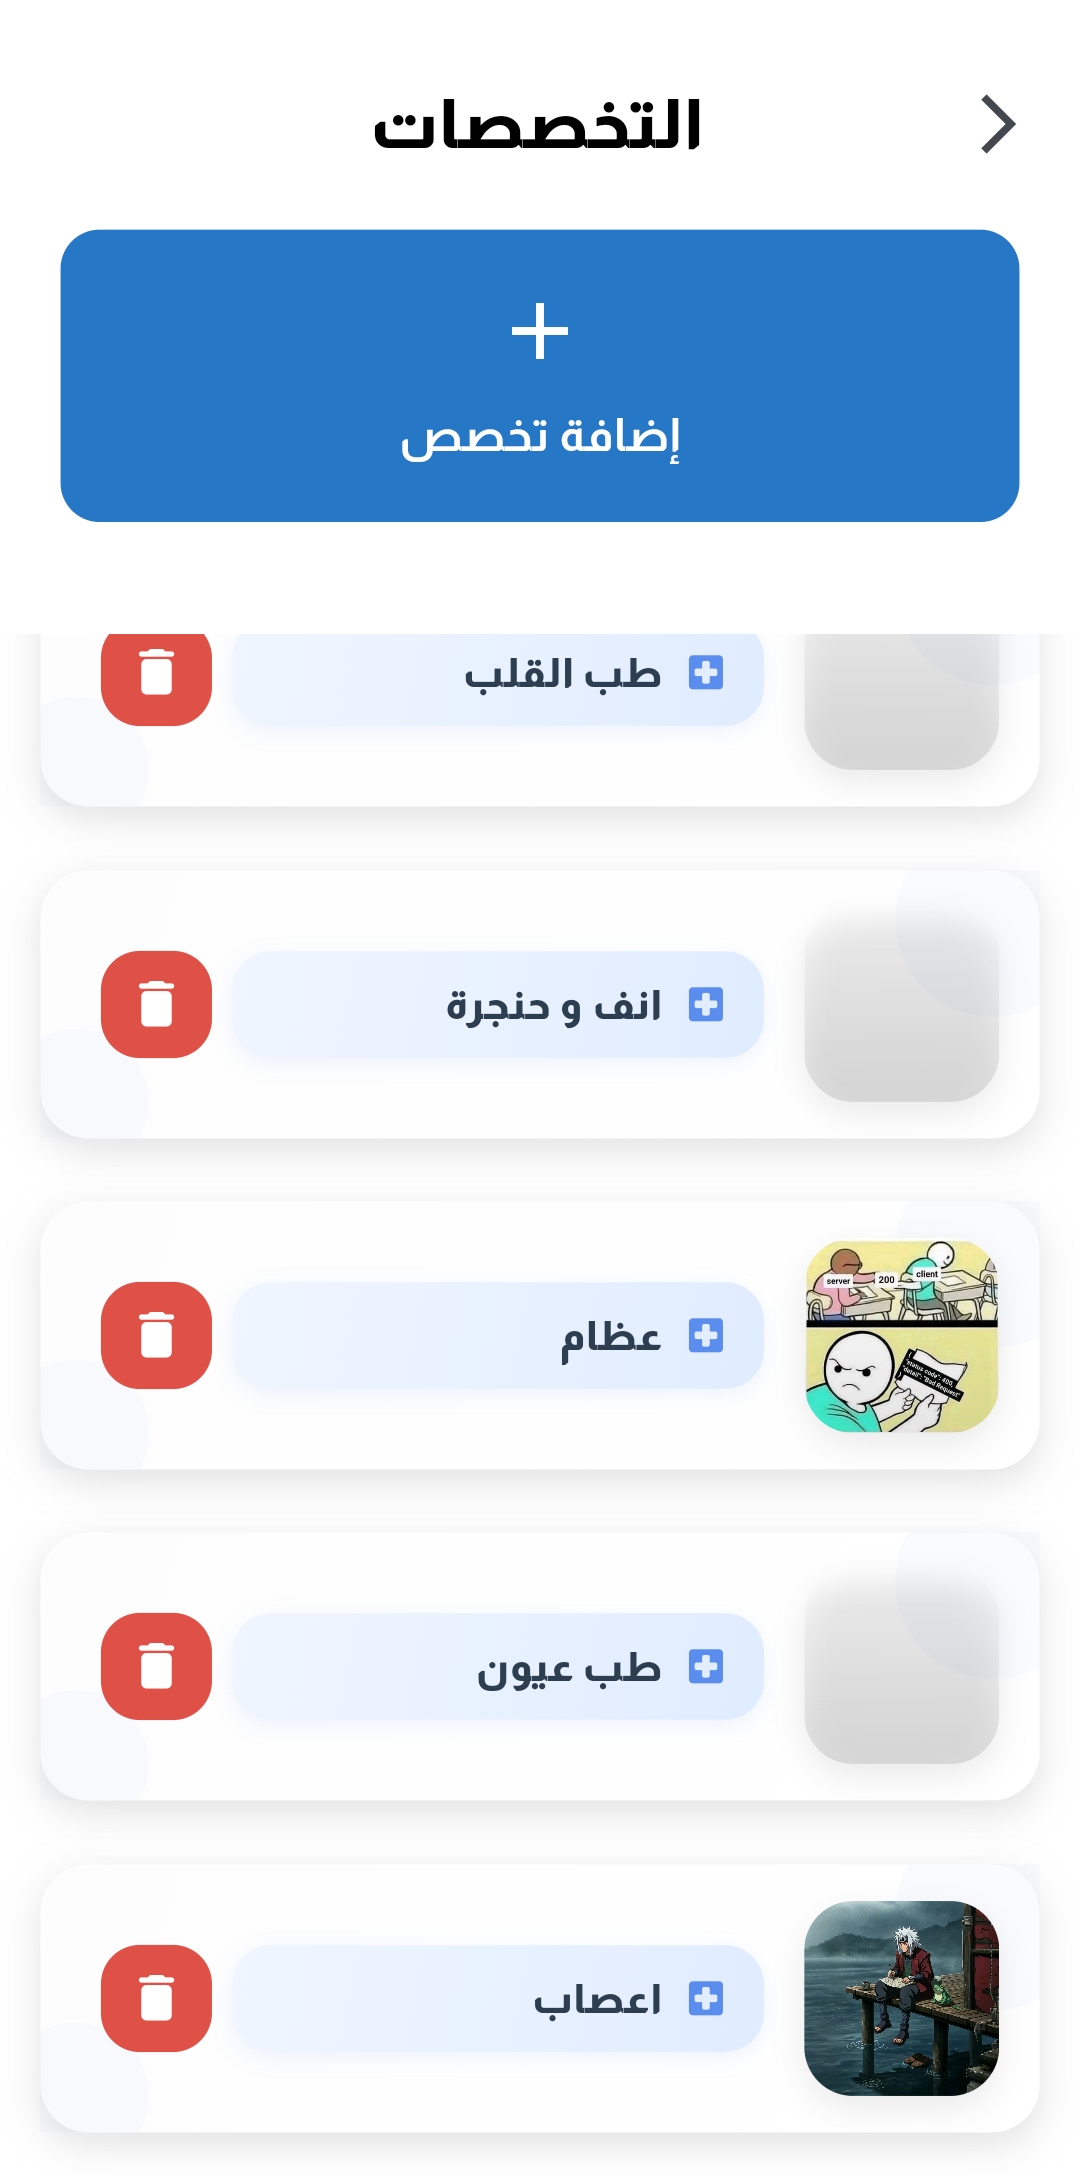 التخصصات
إضافة تخصص
طب القلب
انف و حنجرة
عظام
server 200 client
"status code": 400
"detail": "Bad Request"
طب عيون
اعصاب